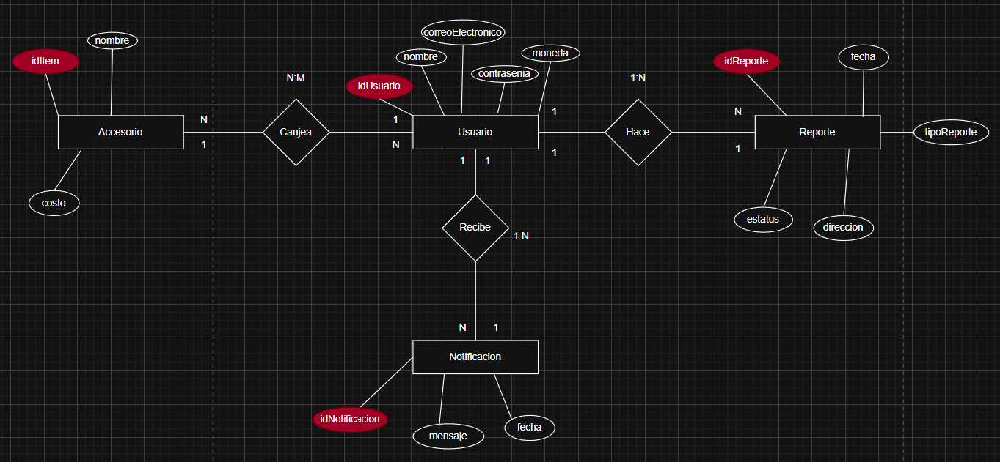 correoElectronico
nombre
idItem
nombre
moneda
contrasenia
idUsuario
idReporte
fecha
N:M
1:N
N
1
1
N
Accesorio
Canjea
Usuario
Hace
Reporte
tipoReporte
1
N
1
1
1
1
costo
estatus
direccion
Recibe
1:N
N
1
Notificacion
idNotificacion
mensaje
fecha